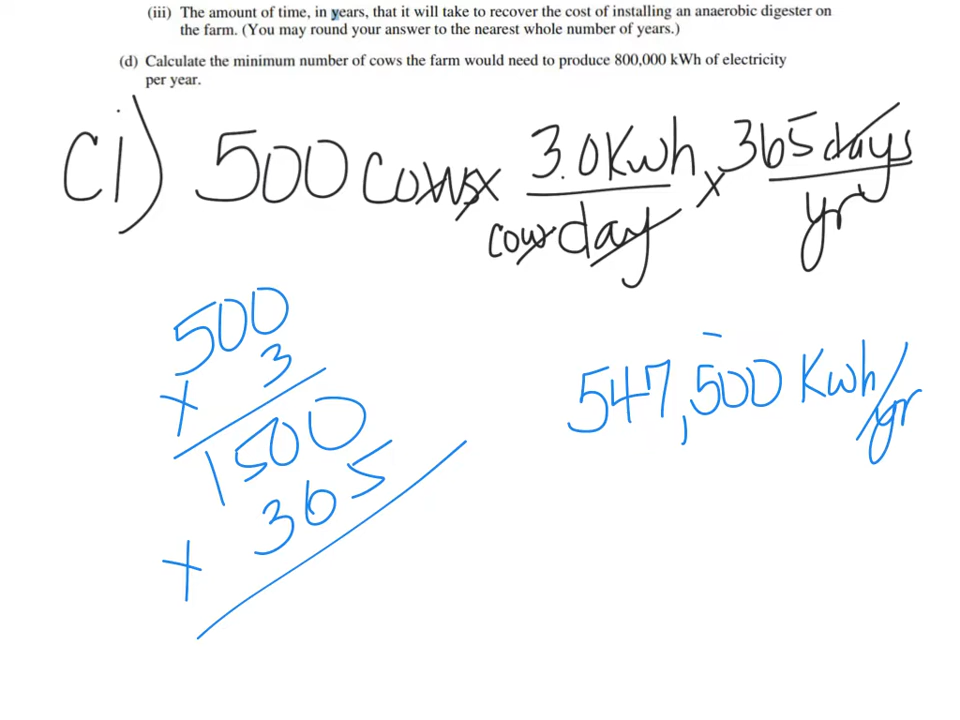 (iii) The amount of time, in years, that it will take to recover the cost of installing an anaerobic digester on
the farm. (You may round your answer to the nearest whole number of years.)
(d) Calculate the minimum number of cows the farm would need to produce 800,000 kWh of electricity
per year.
Ci) 500 cows x 3.0 Kwh x 365 days
cow day yr
500
x 3
1500
x 365
547,500 Kwh/yr